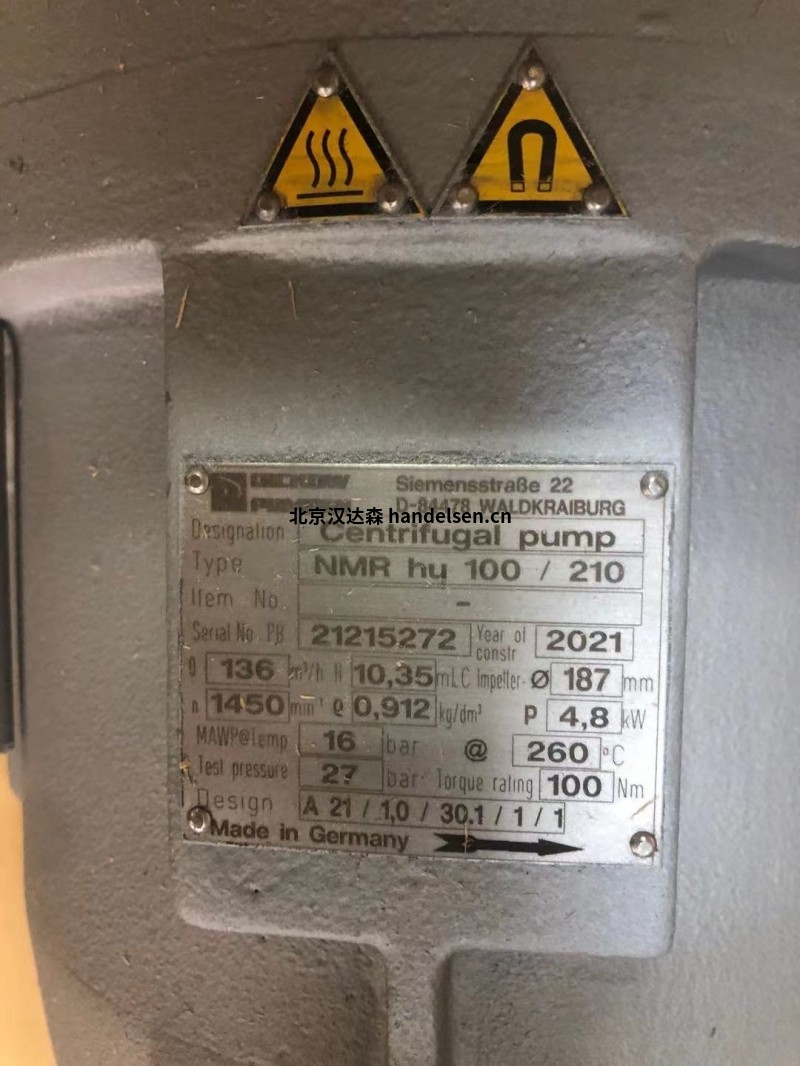 DICKOW
PUMPEN
Siemensstraße 22
D-84478 WALDKRAIBURG
北京汉达森 handelsen.cn
Designation Centrifugal pump
Type NMR hy 100 / 210
Item No. -
Serial No. PB 21215272 Year of constr 2021
Q 136 m³/h H 10,35 mLC Impeller-Ø 187 mm
n 1450 min⁻¹ ϱ 0,912 kg/dm³ P 4,8 kW
MAWP@temp 16 bar @ 260 °C
Test pressure 27 bar Torque rating 100 Nm
Design A 21 / 1,0 / 30.1 / 1 / 1
Made in Germany